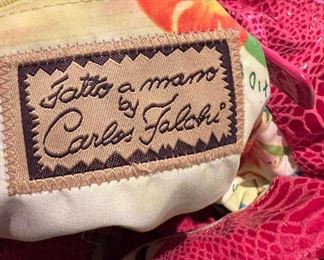 Fatto a mano
by
Carlos Falchi